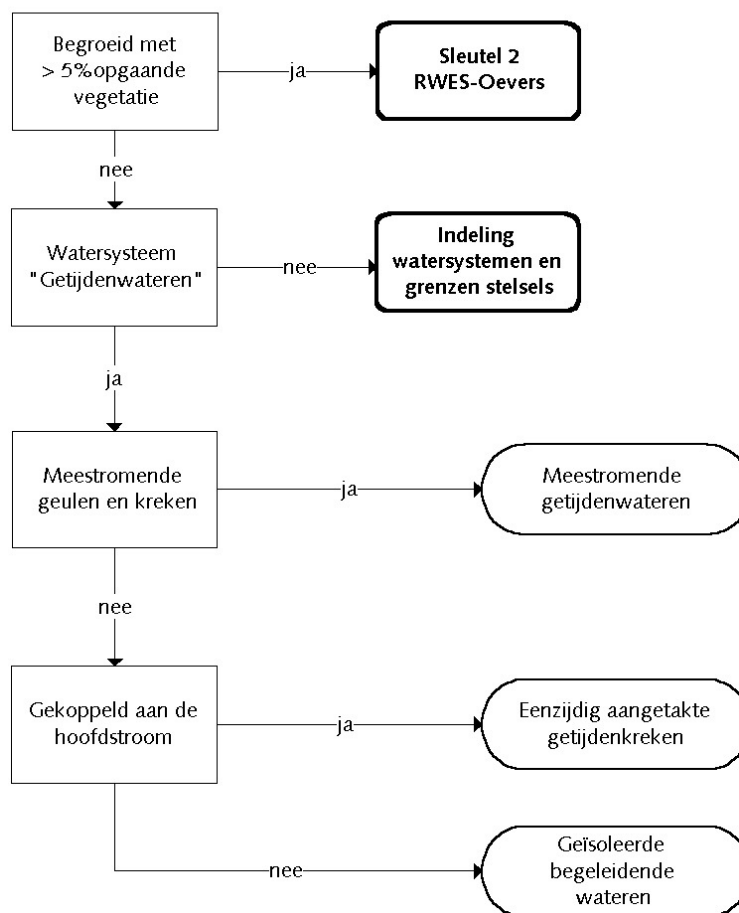 Begroeid met
> 5%opgaande
vegetatie
ja
Sleutel 2
RWES-Oevers
nee
Watersysteem
"Getijdenwateren"
nee
Indeling
watersystemen en
grenzen stelsels
ja
Meestromende
geulen en kreken
ja
Meestromende
getijdenwateren
nee
Gekoppeld aan de
hoofdstroom
ja
Eenzijdig aangetakte
getijdenkreken
nee
Geïsoleerde
begeleidende
wateren